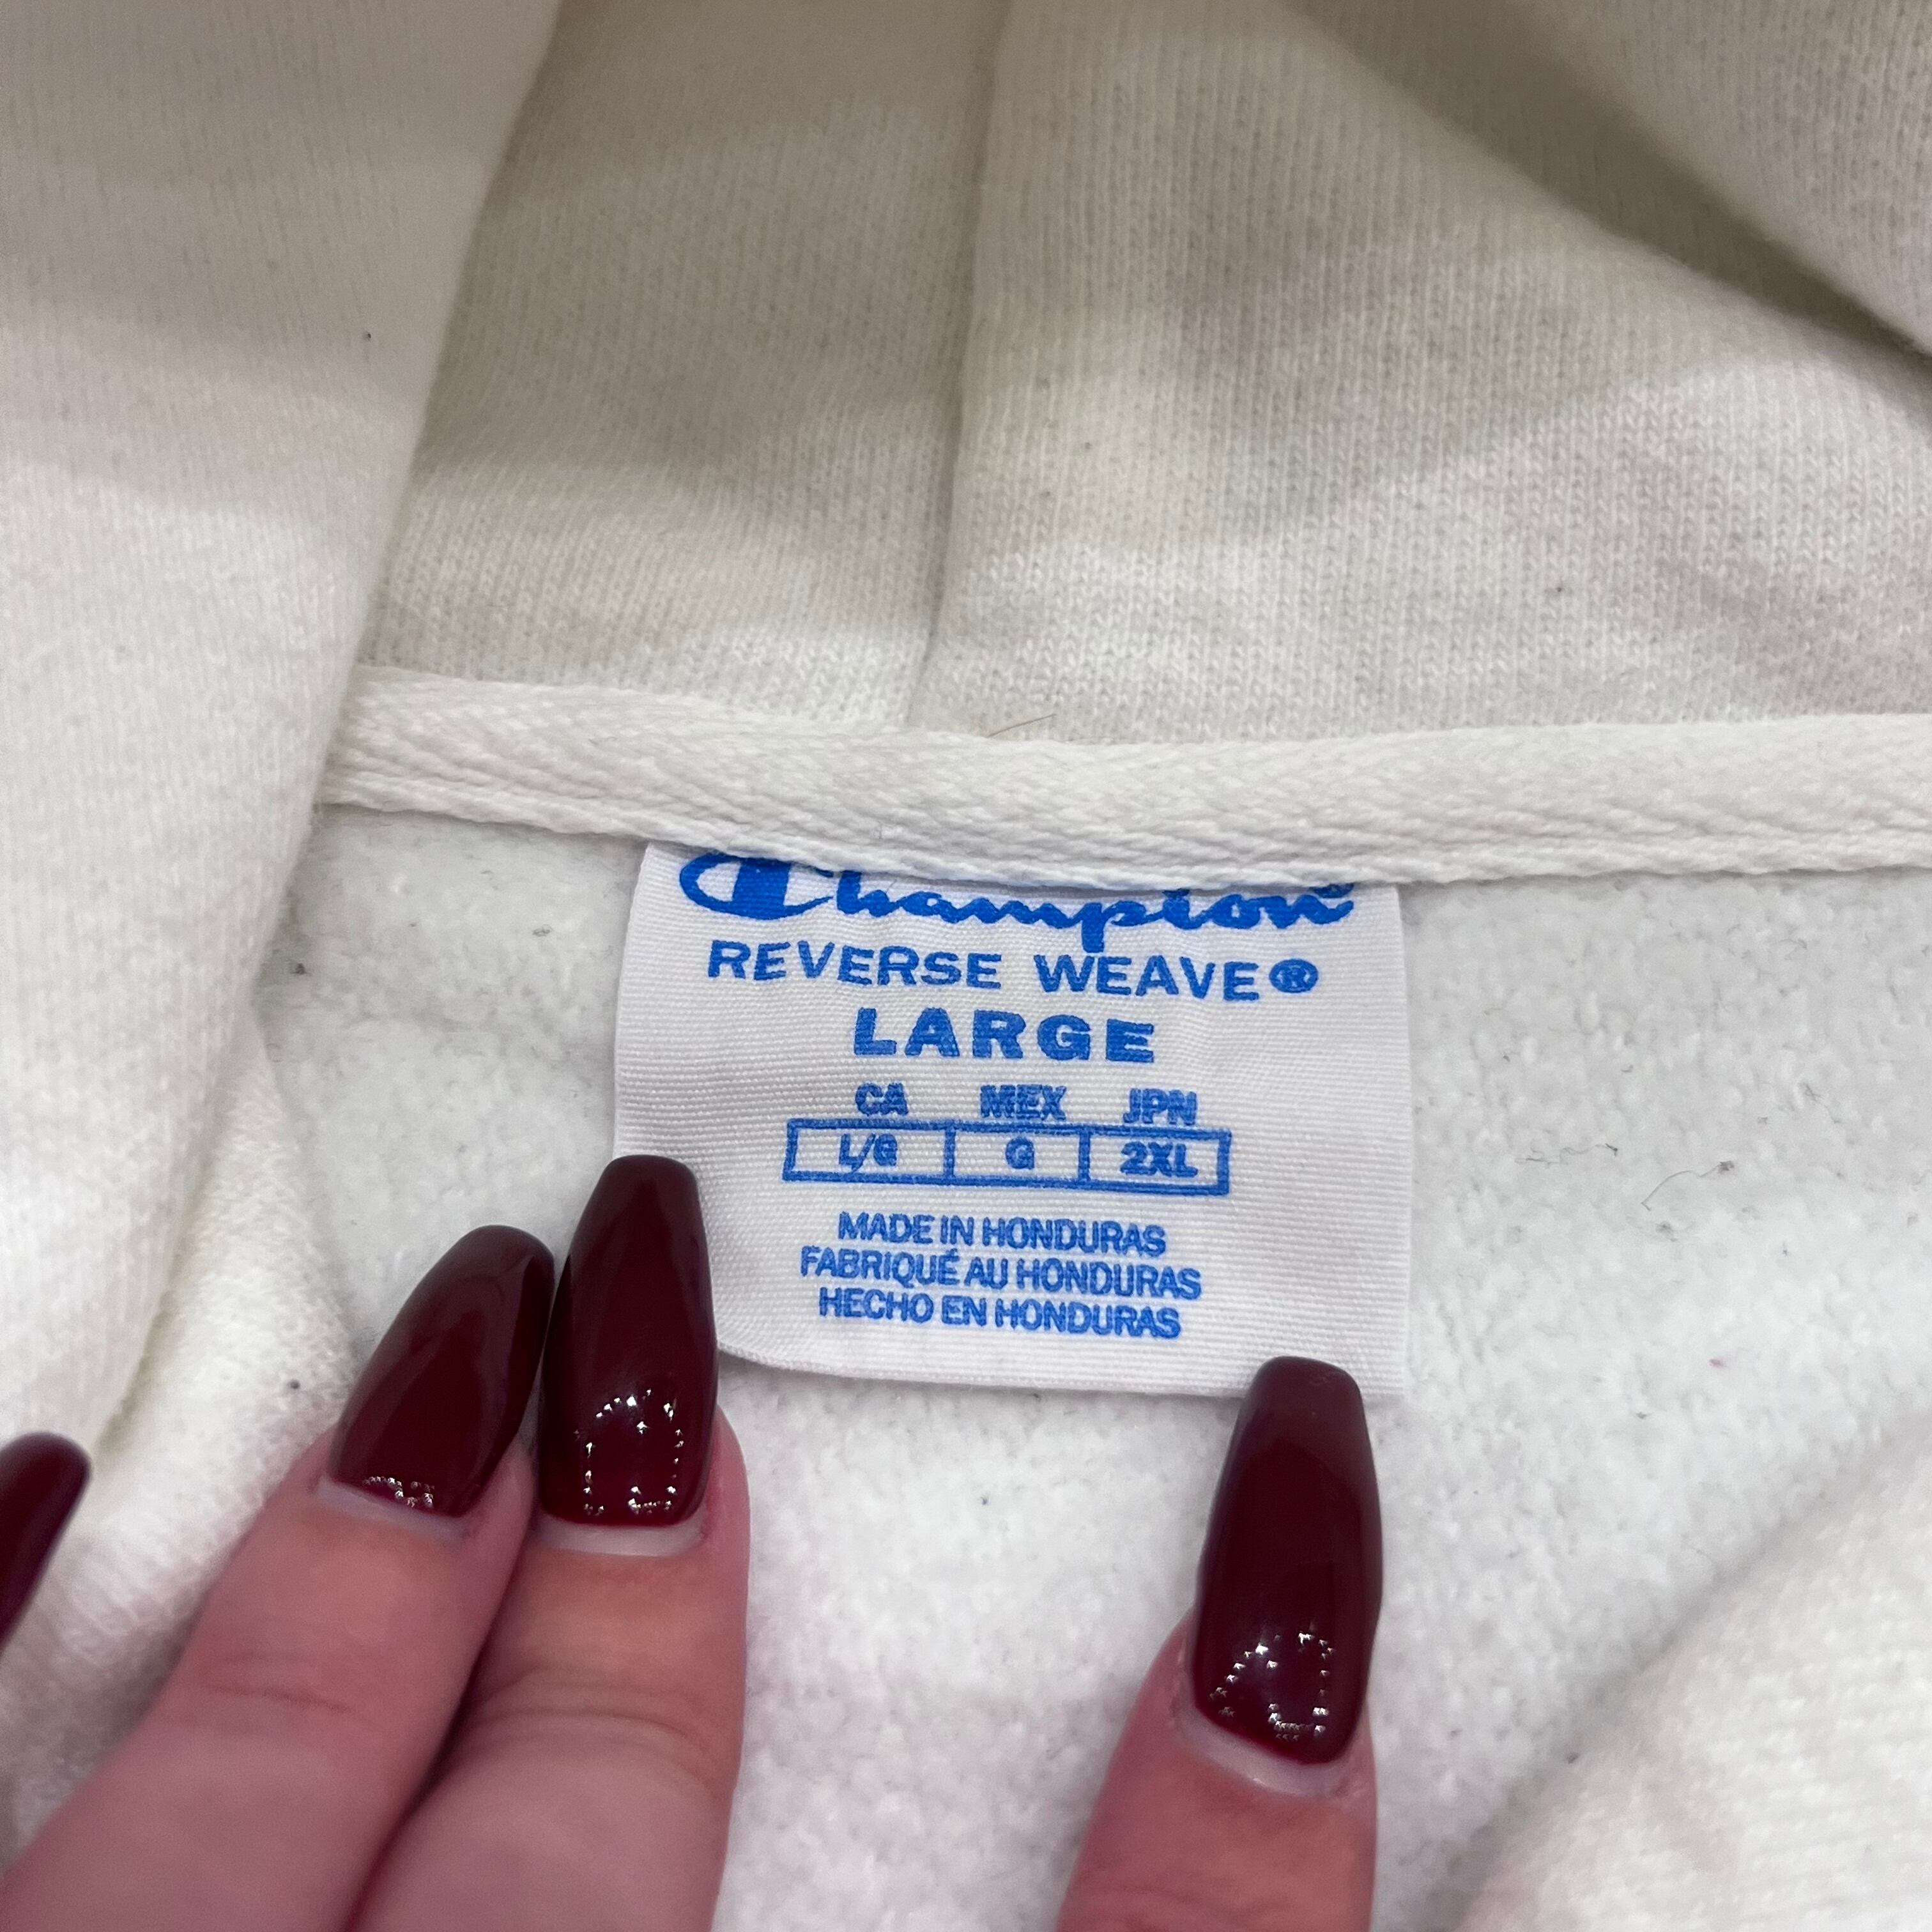 Champion®
REVERSE WEAVE®
LARGE
CA MEX JPN
L/G G 2XL
MADE IN HONDURAS
FABRIQUÉ AU HONDURAS
HECHO EN HONDURAS